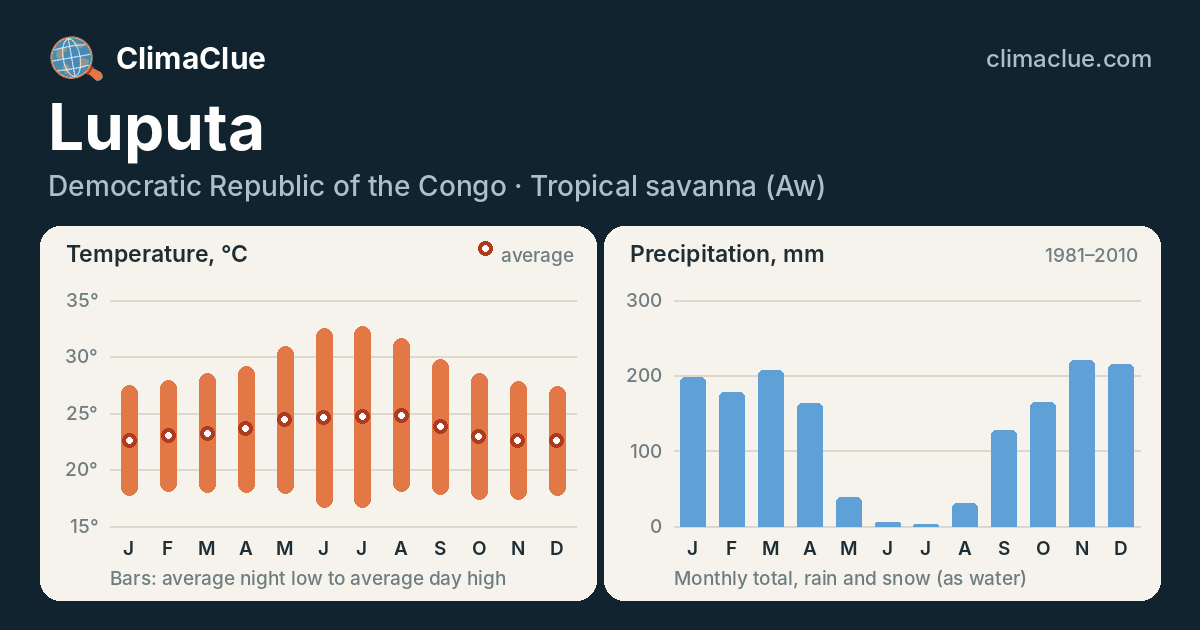 ClimaClue
climaclue.com
Luputa
Democratic Republic of the Congo · Tropical savanna (Aw)
Temperature, °C
average
35°
30°
25°
20°
15°
J F M A M J J A S O N D
Bars: average night low to average day high
Precipitation, mm
1981–2010
300
200
100
0
J F M A M J J A S O N D
Monthly total, rain and snow (as water)